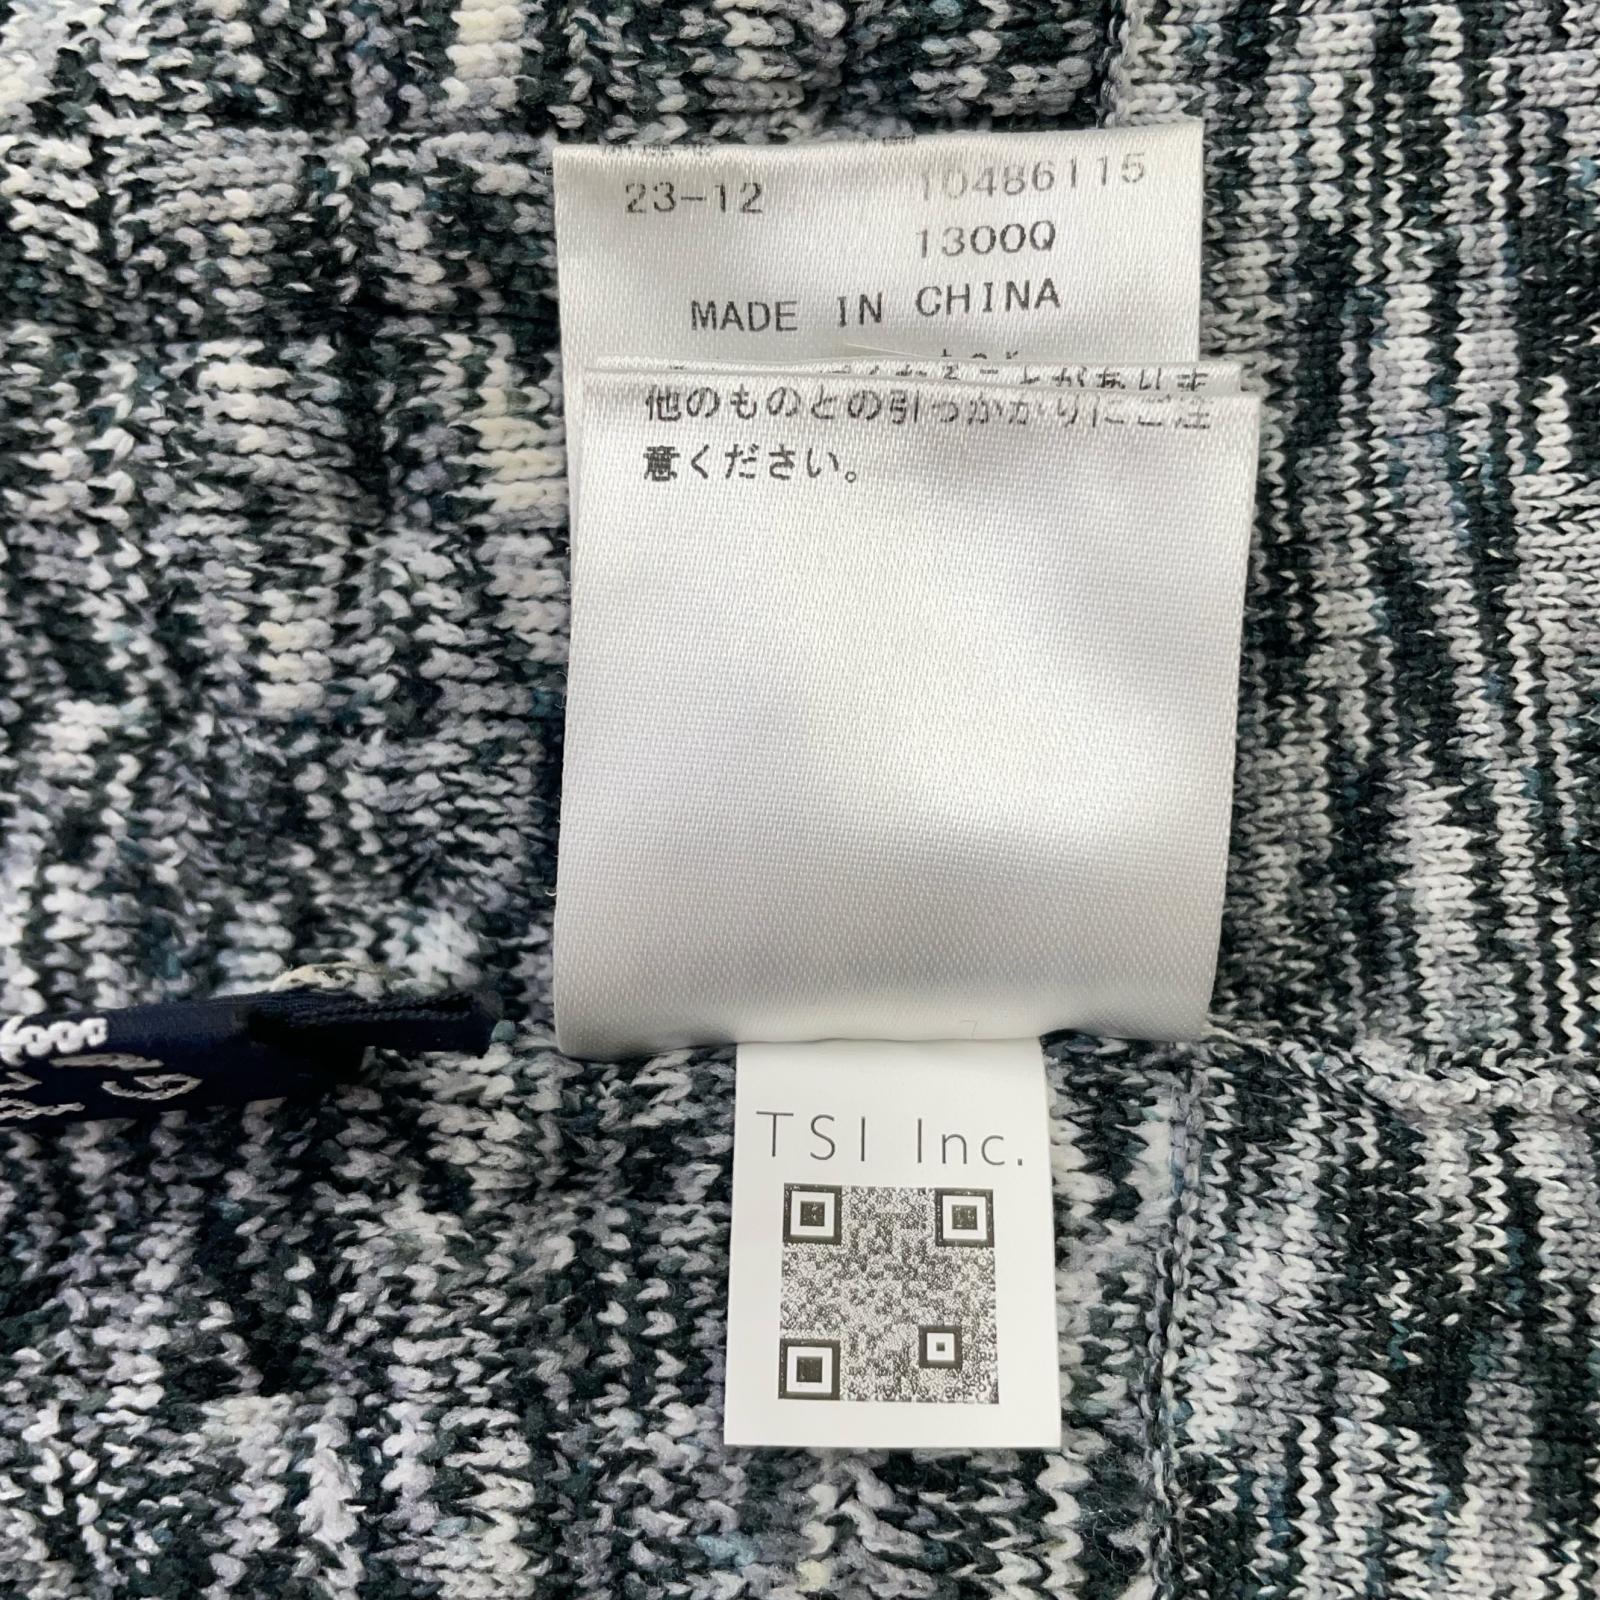 23-12 10486115
1300Q
MADE IN CHINA
他のものとの引っかかりにご注
意ください。
TSI Inc.